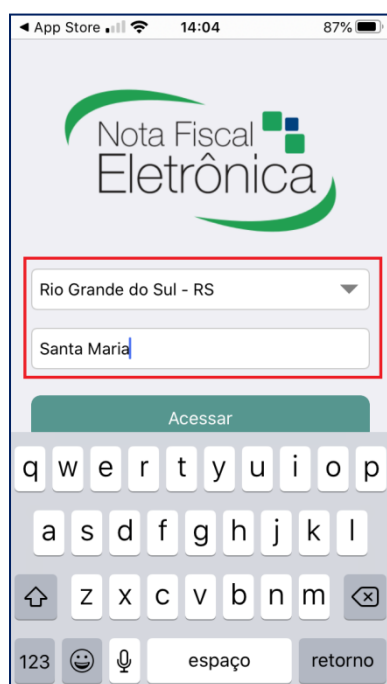 App Store 14:04 87%
Nota Fiscal
Eletrônica
Rio Grande do Sul - RS
Santa Maria
Acessar
q w e r t y u i o p
a s d f g h j k l
z x c v b n m
123 espaço retorno